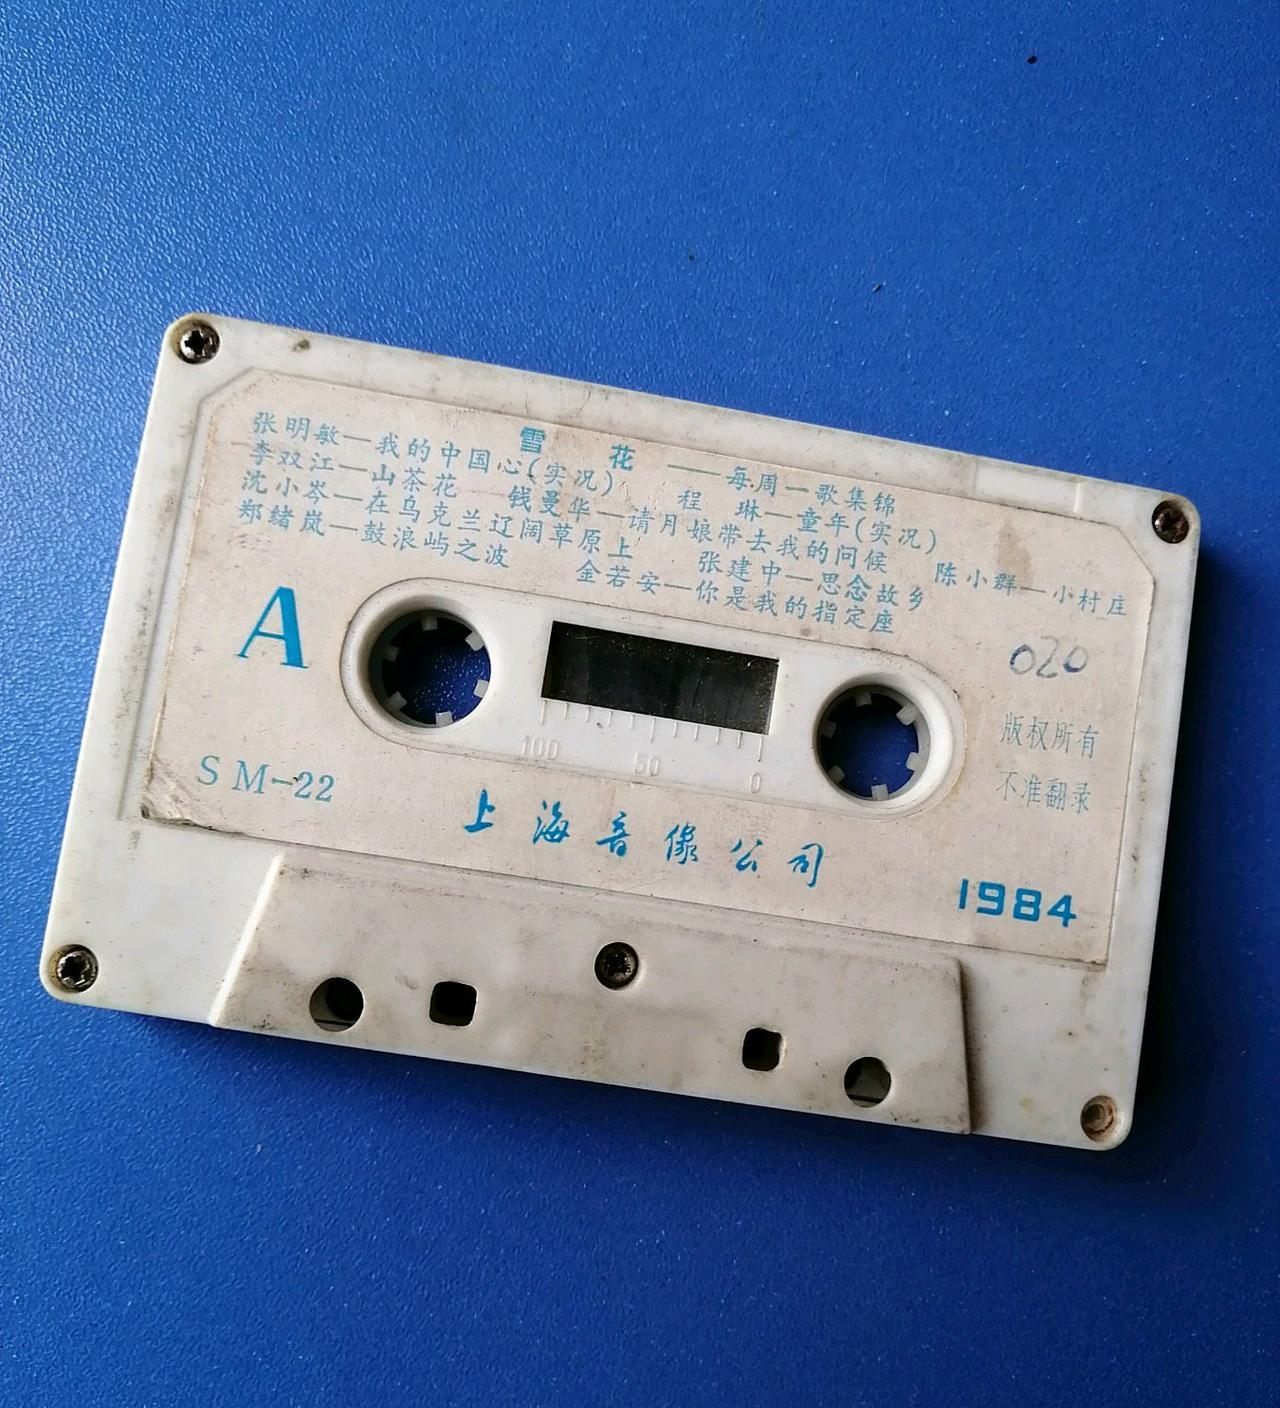 雪 花 ——每周一歌集锦
张明敏—我的中国心(实况) 程 琳—童年(实况)
李双江—山茶花 钱曼华—请月娘带去我的问候 陈小群—小村庄
沈小岑—在乌克兰辽阔草原上 张建中—思念故乡
郑绪岚—鼓浪屿之波 金若安—你是我的指定座
A
020
100 50 0
版权所有
不准翻录
SM-22
上海音像公司
1984